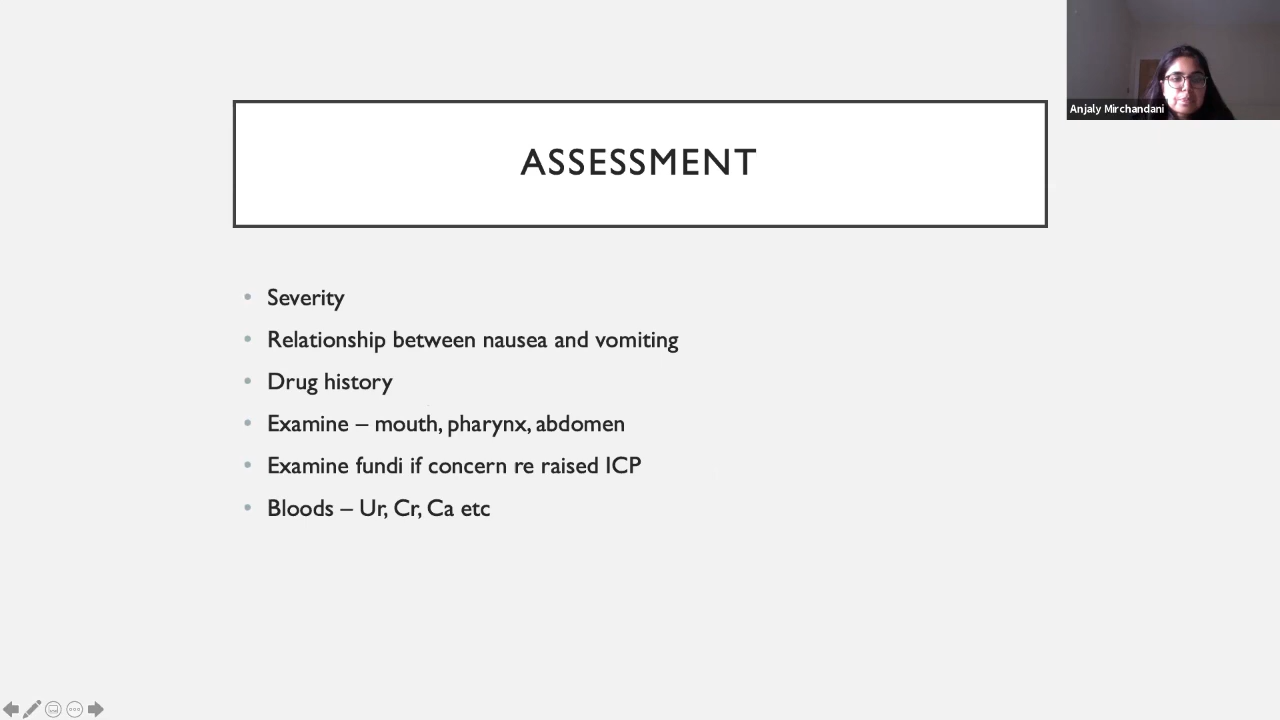 Anjaly Mirchandani
ASSESSMENT
• Severity
• Relationship between nausea and vomiting
• Drug history
• Examine – mouth, pharynx, abdomen
• Examine fundi if concern re raised ICP
• Bloods – Ur, Cr, Ca etc